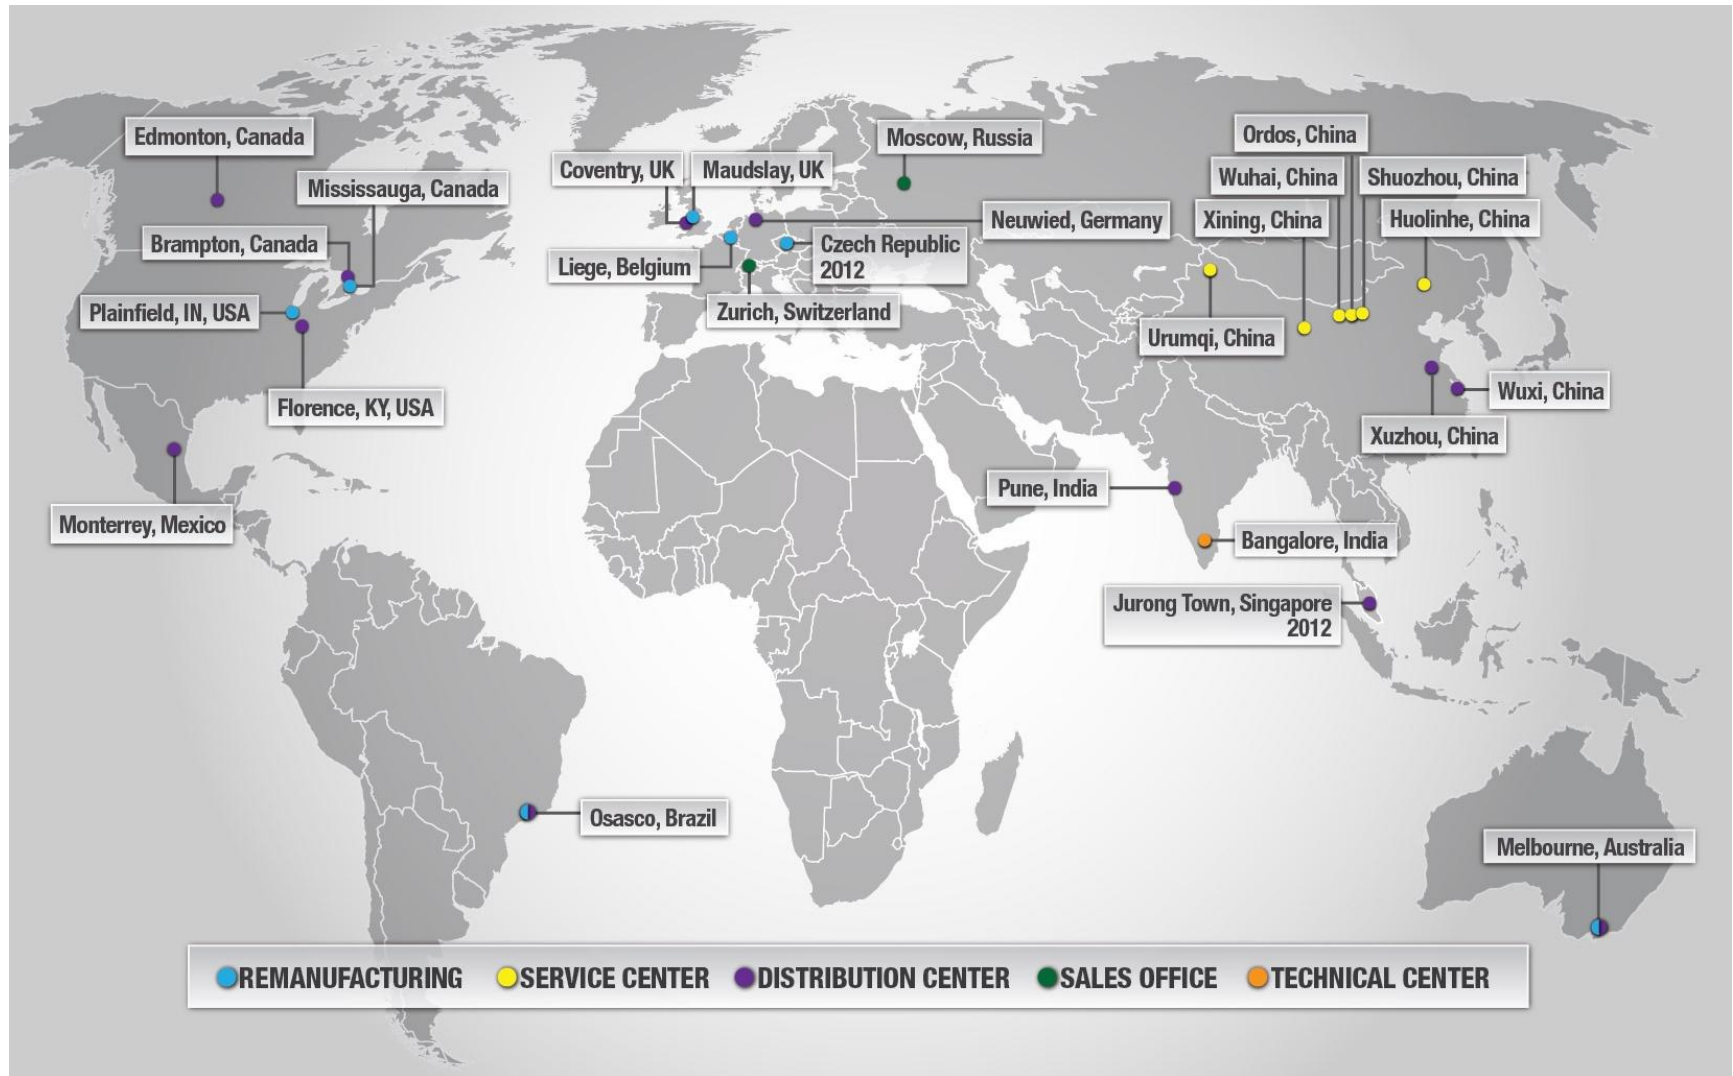 Edmonton, Canada
Mississauga, Canada
Brampton, Canada
Plainfield, IN, USA
Florence, KY, USA
Monterrey, Mexico
Osasco, Brazil
Coventry, UK
Maudslay, UK
Moscow, Russia
Neuwied, Germany
Liege, Belgium
Czech Republic
2012
Zurich, Switzerland
Ordos, China
Wuhai, China
Shuozhou, China
Xining, China
Huolinhe, China
Urumqi, China
Wuxi, China
Xuzhou, China
Pune, India
Bangalore, India
Jurong Town, Singapore
2012
Melbourne, Australia
REMANUFACTURING
SERVICE CENTER
DISTRIBUTION CENTER
SALES OFFICE
TECHNICAL CENTER